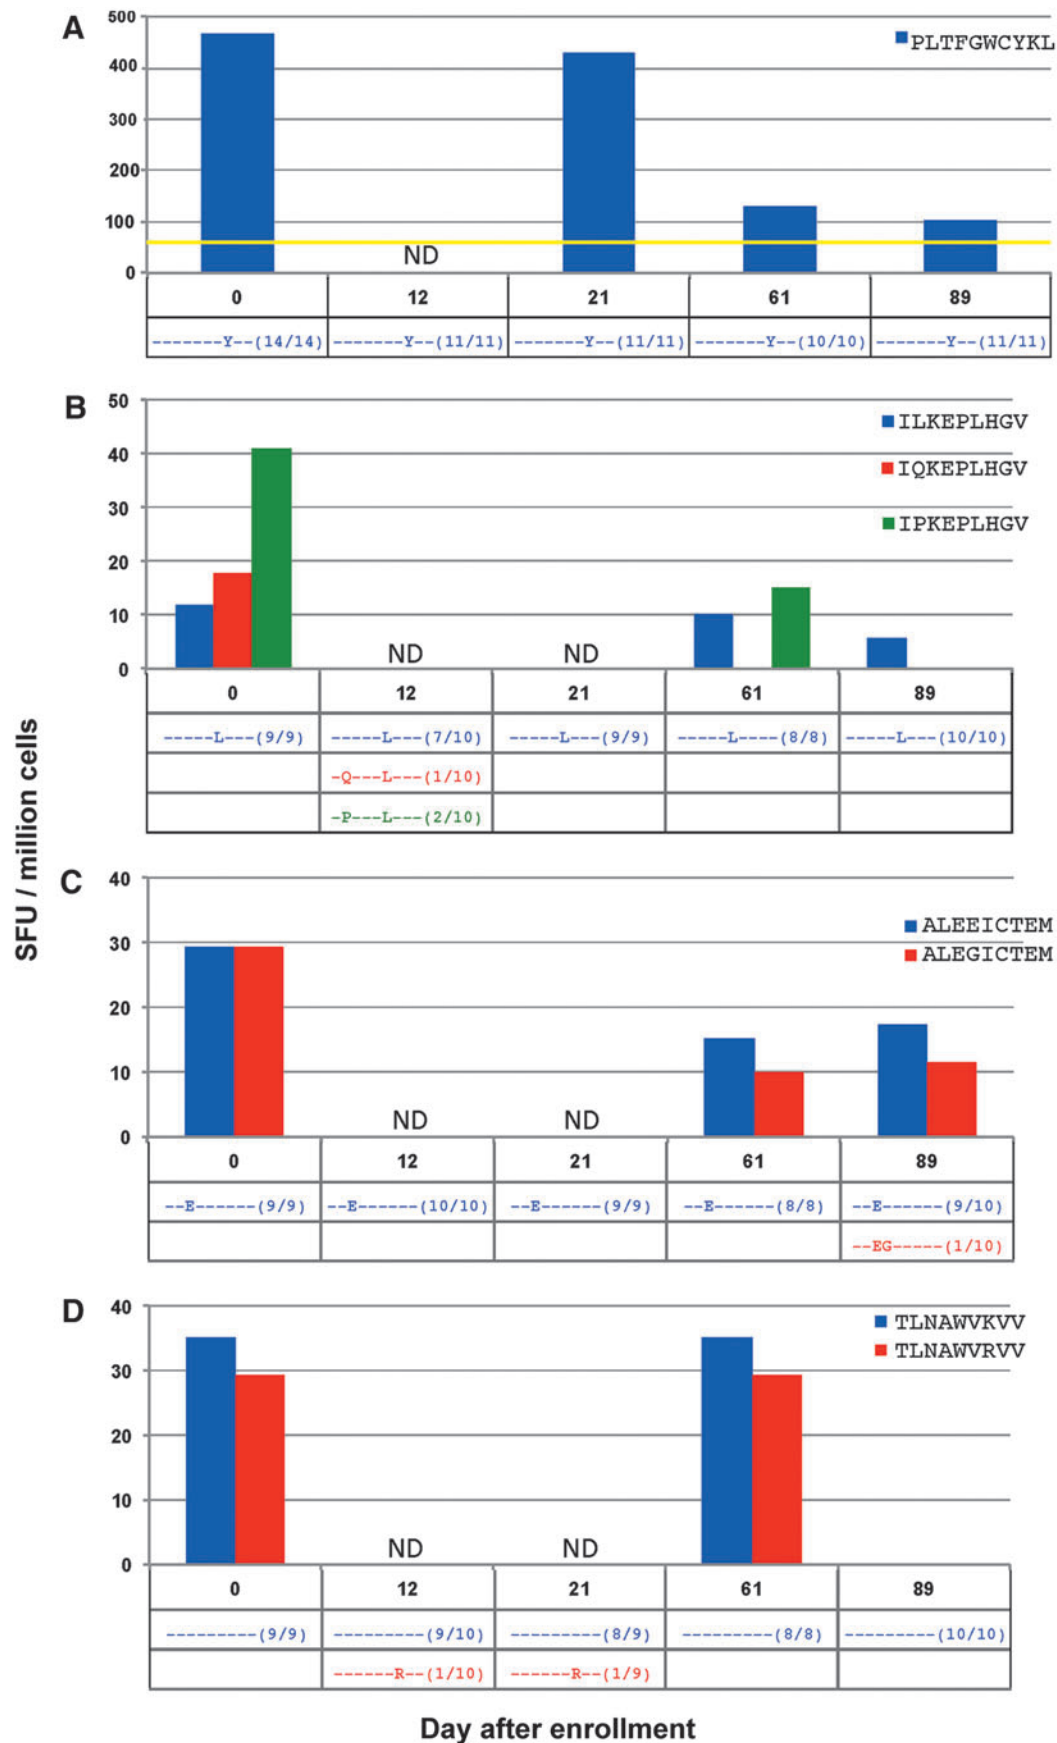 A
500
400
300
200
100
0
PLTFGWCYKL
ND
0 12 21 61 89
-------Y--(14/14) -------Y--(11/11) -------Y--(11/11) -------Y--(10/10) -------Y--(11/11)
B
50
40
30
20
10
0
ILKEPLHGV
IQKEPLHGV
IPKEPLHGV
ND ND
0 12 21 61 89
-----L---(9/9) -----L---(7/10) -----L---(9/9) -----L----(8/8) -----L---(10/10)
-Q---L---(1/10)
-P---L---(2/10)
SFU / million cells
C
40
30
20
10
0
ALEEICTEM
ALEGICTEM
ND ND
0 12 21 61 89
--E------(9/9) --E------(10/10) --E------(9/9) --E------(8/8) --E------(9/10)
--EG-----(1/10)
D
40
30
20
10
0
TLNAWVKVV
TLNAWVRVV
ND ND
0 12 21 61 89
---------(9/9) ---------(9/10) ---------(8/9) ---------(8/8) ---------(10/10)
------R--(1/10) ------R--(1/9)
Day after enrollment